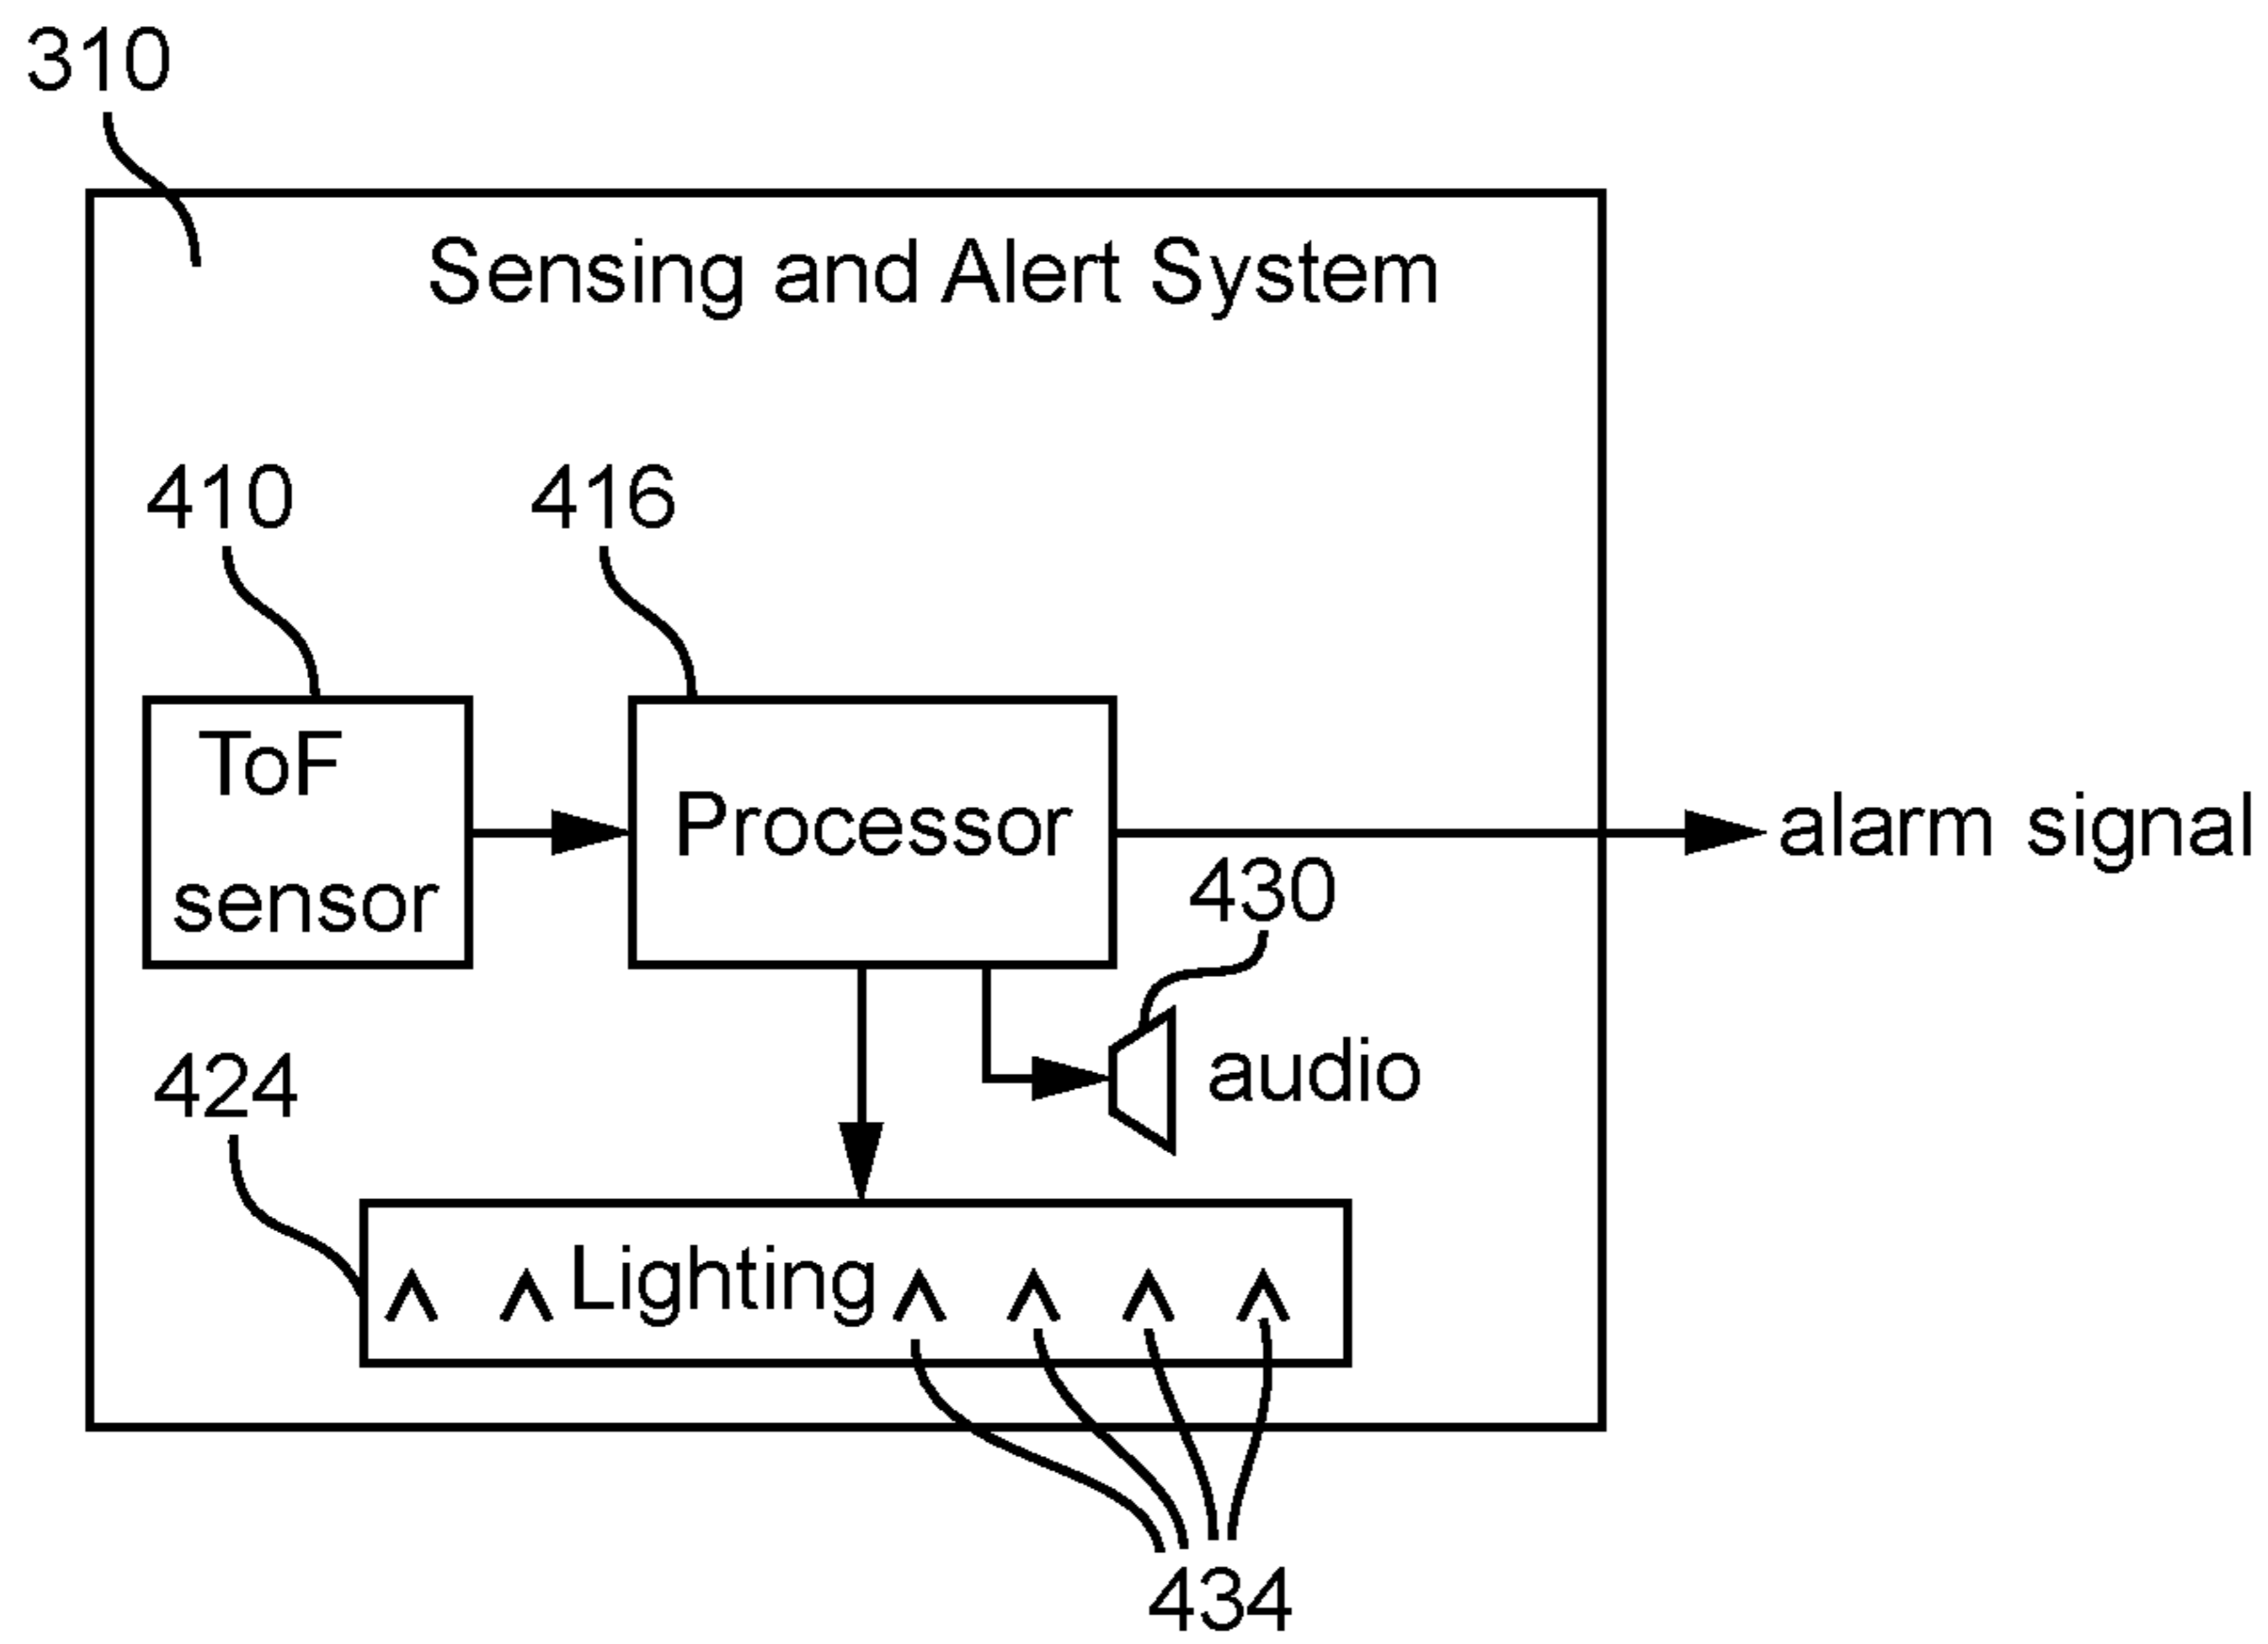 310
Sensing and Alert System
410
416
ToF
sensor
Processor
alarm signal
430
audio
424
Lighting
434